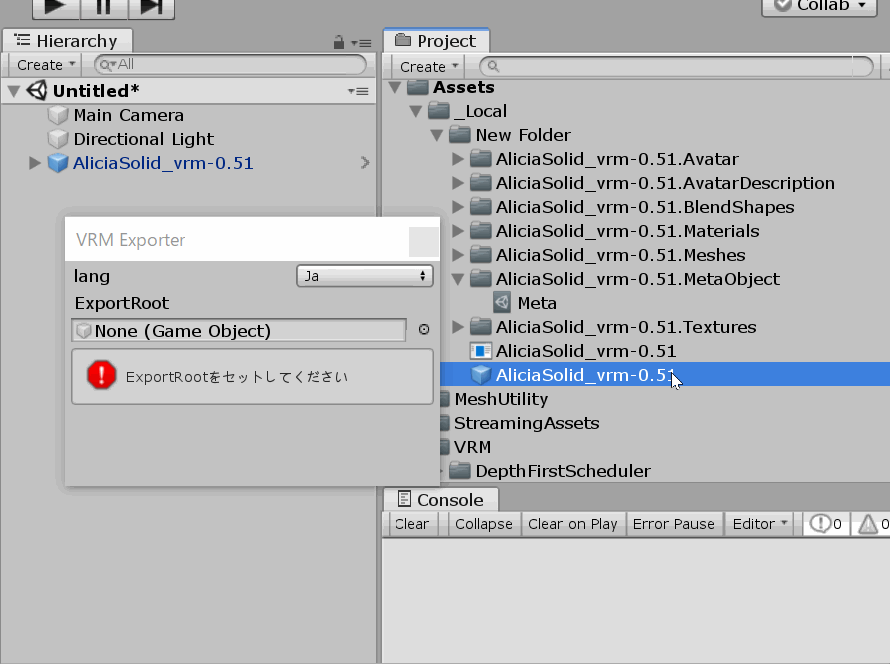 Collab
Hierarchy
Create
All
Untitled*
Main Camera
Directional Light
AliciaSolid_vrm-0.51
VRM Exporter
lang
Ja
ExportRoot
None (Game Object)
ExportRootをセットしてください
Project
Create
Assets
_Local
New Folder
AliciaSolid_vrm-0.51.Avatar
AliciaSolid_vrm-0.51.AvatarDescription
AliciaSolid_vrm-0.51.BlendShapes
AliciaSolid_vrm-0.51.Materials
AliciaSolid_vrm-0.51.Meshes
AliciaSolid_vrm-0.51.MetaObject
Meta
AliciaSolid_vrm-0.51.Textures
AliciaSolid_vrm-0.51
AliciaSolid_vrm-0.51
MeshUtility
StreamingAssets
VRM
DepthFirstScheduler
Console
Clear Collapse Clear on Play Error Pause Editor 0 0